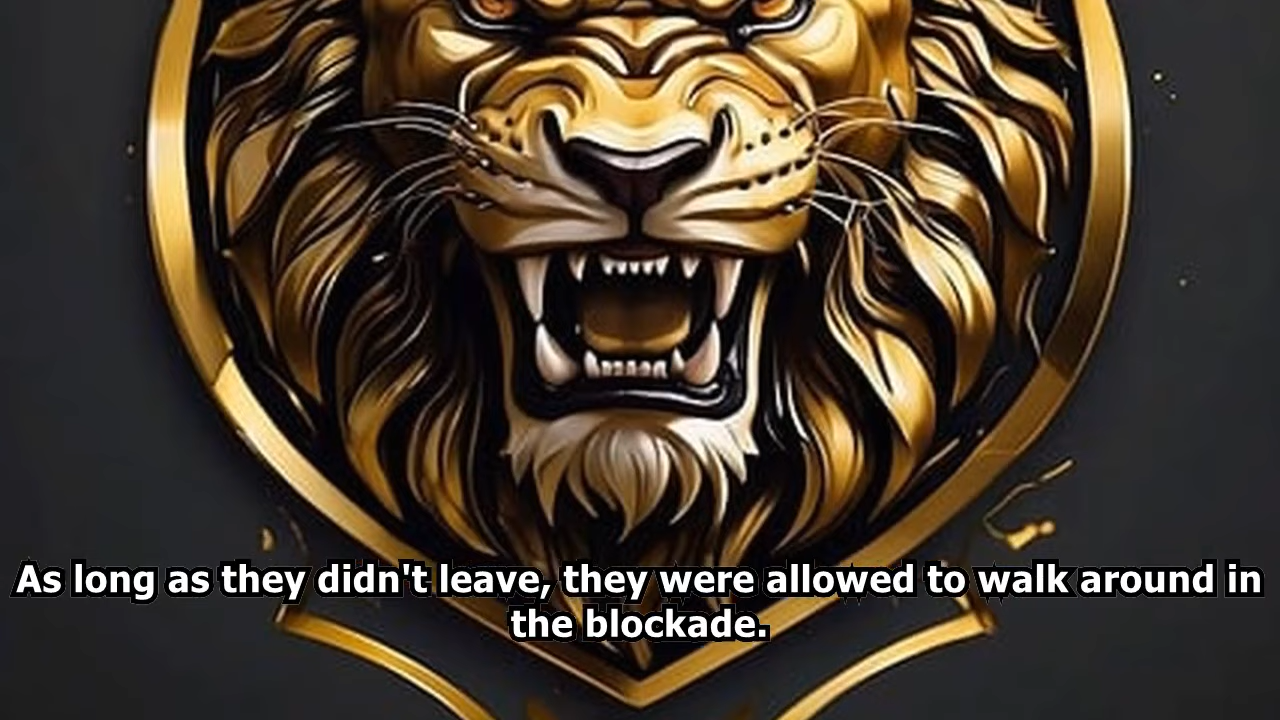 As long as they didn't leave, they were allowed to walk around in
the blockade.